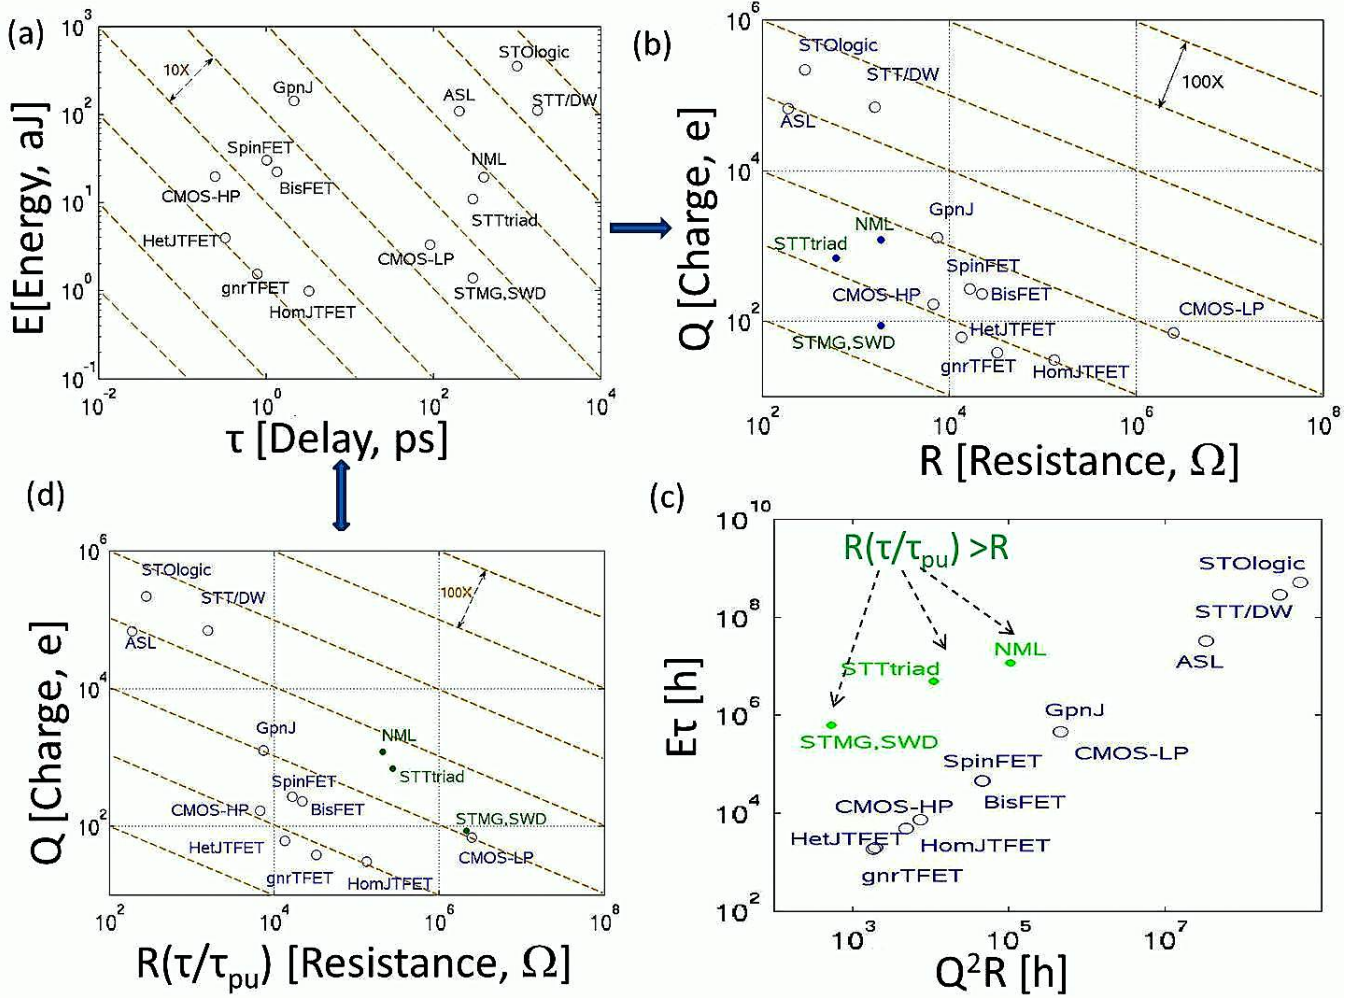 (a)
10³
10²
10¹
10⁰
10⁻¹
E[Energy, aJ]
10X
STOlogic
GpnJ
ASL
STT/DW
SpinFET
NML
BisFET
CMOS-HP
STTtriad
HetJTFET
CMOS-LP
gnrTFET
STMG,SWD
HomJTFET
10⁻²
10⁰
10²
10⁴
τ [Delay, ps]
(b)
10⁶
10⁴
10²
Q [Charge, e]
STOlogic
STT/DW
100X
ASL
GpnJ
NML
STTtriad
SpinFET
CMOS-HP
BisFET
CMOS-LP
HetJTFET
STMG,SWD
gnrTFET
HomJTFET
10²
10⁴
10⁶
10⁸
R [Resistance, Ω]
(d)
10⁶
10⁴
10²
Q [Charge, e]
STOlogic
STT/DW
100X
ASL
GpnJ
NML
STTtriad
SpinFET
CMOS-HP
BisFET
STMG,SWD
HetJTFET
CMOS-LP
gnrTFET
HomJTFET
10²
10⁴
10⁶
10⁸
R(τ/τpu) [Resistance, Ω]
(c)
10¹⁰
10⁸
10⁶
10⁴
10²
Eτ [h]
R(τ/τpu) >R
STOlogic
STT/DW
NML
ASL
STTtriad
GpnJ
STMG,SWD
CMOS-LP
SpinFET
BisFET
CMOS-HP
HetJTFET
HomJTFET
gnrTFET
10³
10⁵
10⁷
Q²R [h]